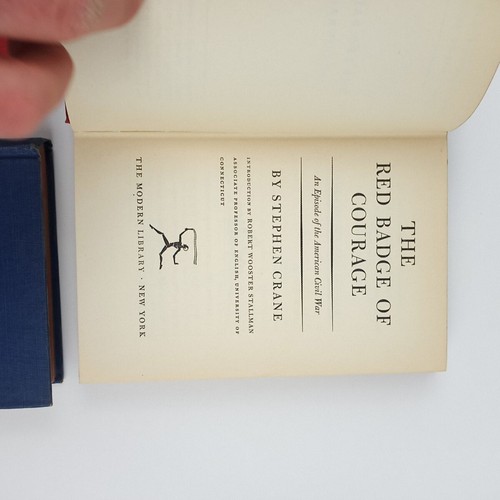 THE
RED BADGE OF
COURAGE
An Episode of the American Civil War
BY STEPHEN CRANE
INTRODUCTION BY ROBERT WOOSTER STALLMAN
ASSOCIATE PROFESSOR OF ENGLISH, UNIVERSITY OF
CONNECTICUT
THE MODERN LIBRARY · NEW YORK